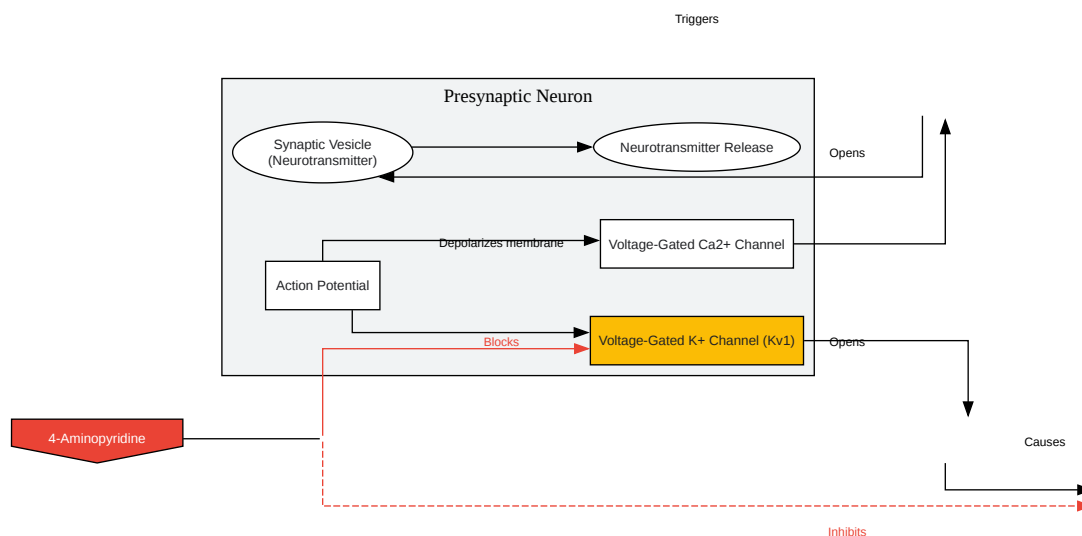 Triggers
Presynaptic Neuron
Synaptic Vesicle
(Neurotransmitter)
Neurotransmitter Release
Opens
Depolarizes membrane
Voltage-Gated Ca2+ Channel
Action Potential
Blocks
Voltage-Gated K+ Channel (Kv1)
Opens
4-Aminopyridine
Causes
Inhibits